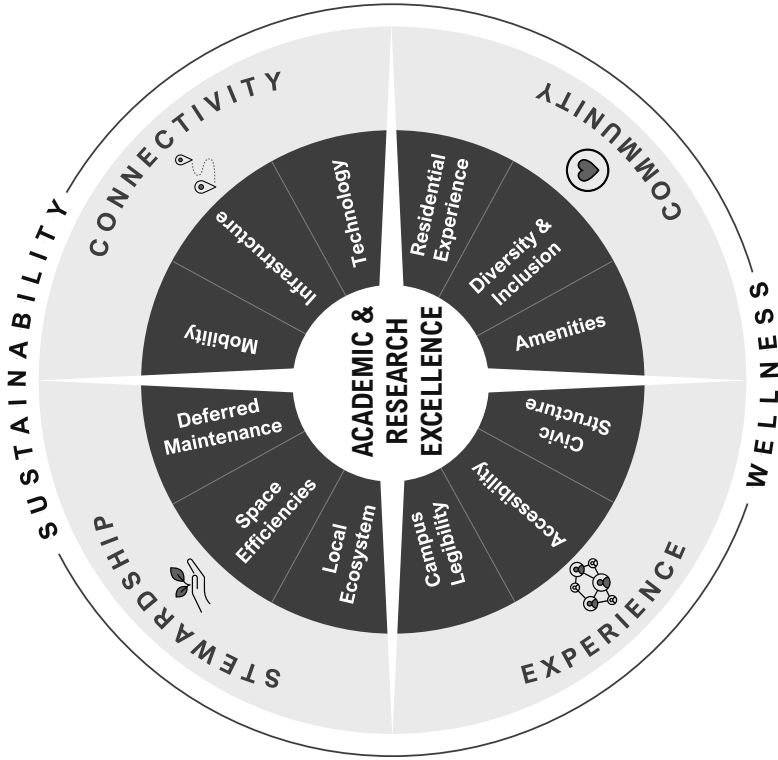 SUSTAINABILITY
WELLNESS
CONNECTIVITY
Mobility
Infrastructure
Technology
COMMUNITY
Residential
Experience
Diversity &
Inclusion
Amenities
EXPERIENCE
Civic
Structure
Accessibility
Campus
Legibility
STEWARDSHIP
Local
Ecosystem
Space
Efficiencies
Deferred
Maintenance
ACADEMIC &
RESEARCH
EXCELLENCE